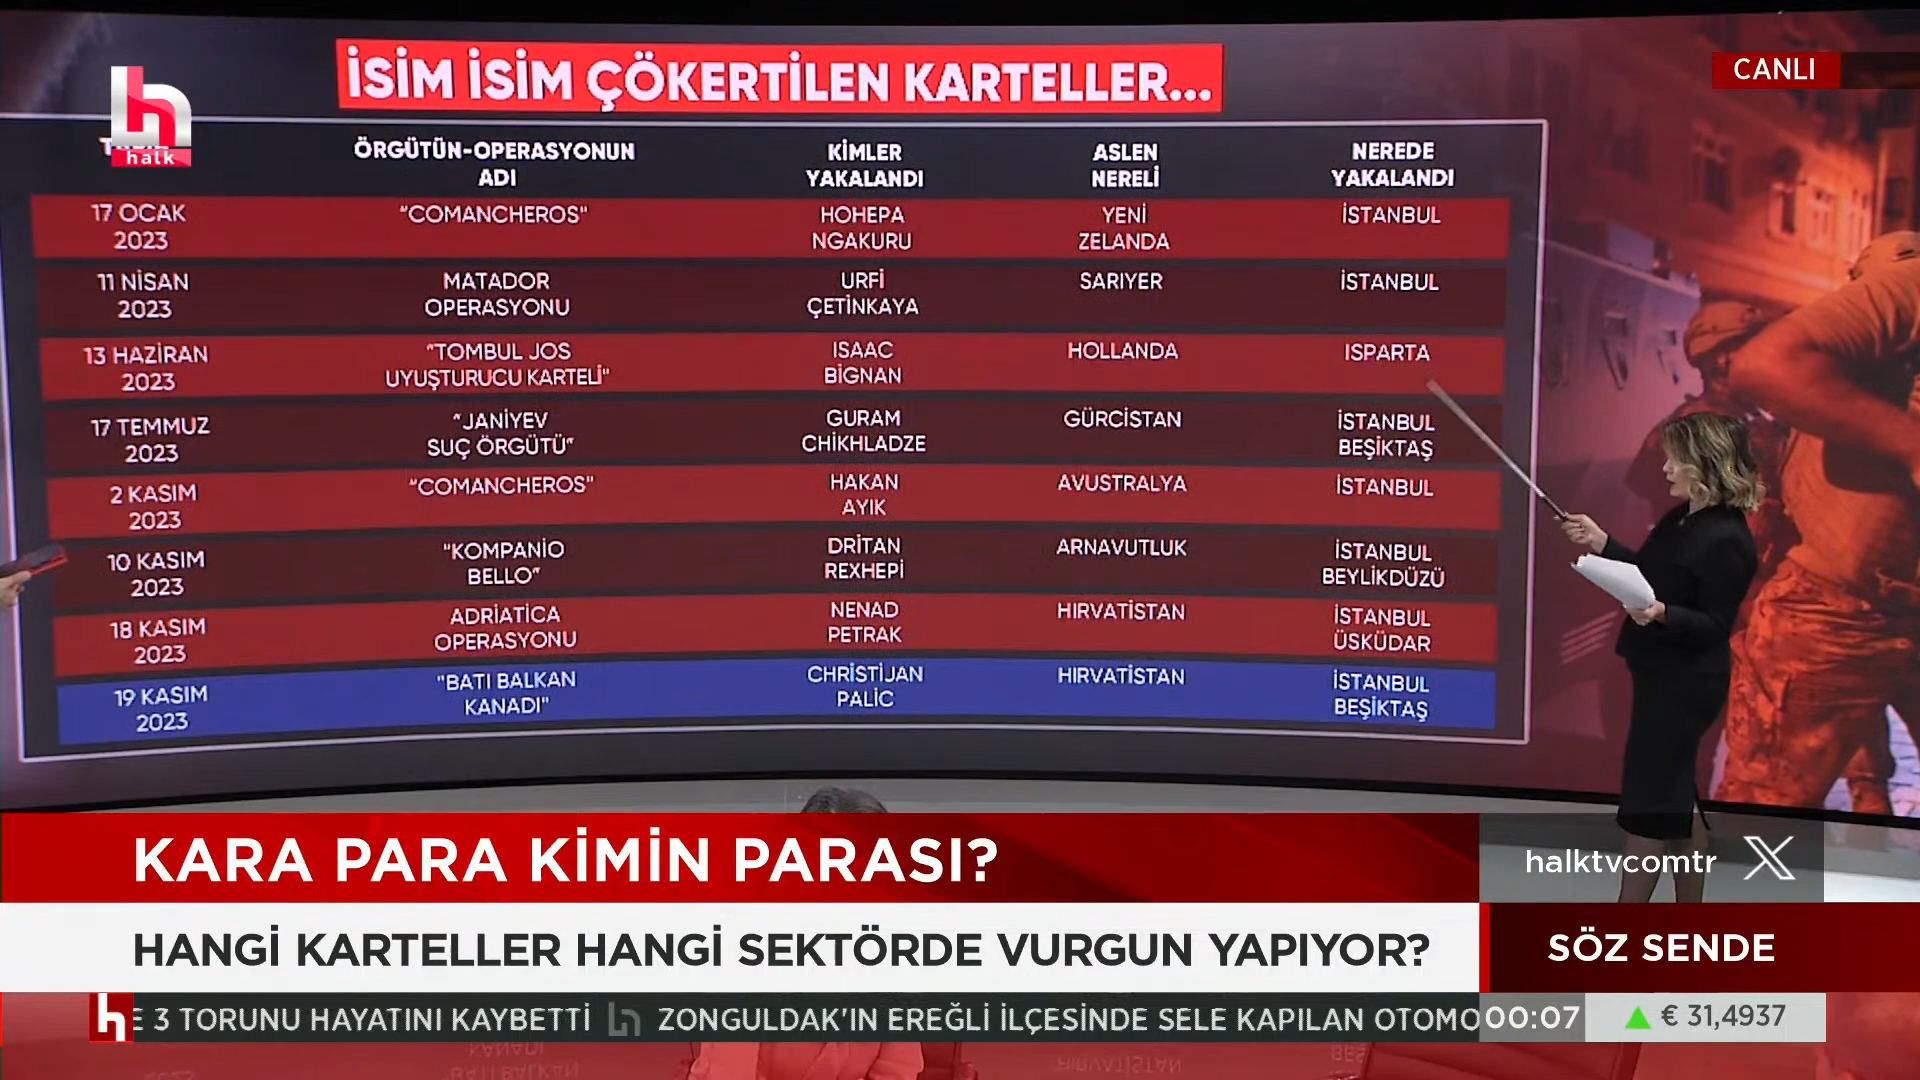 İSİM İSİM ÇÖKERTİLEN KARTELLER...
CANLI
halk
ÖRGÜTÜN-OPERASYONUN
ADI
KİMLER
YAKALANDI
ASLEN
NERELİ
NEREDE
YAKALANDI
17 OCAK
2023
"COMANCHEROS"
HOHEPA
NGAKURU
YENİ
ZELANDA
İSTANBUL
11 NİSAN
2023
MATADOR
OPERASYONU
URFİ
ÇETİNKAYA
SARIYER
İSTANBUL
13 HAZİRAN
2023
"TOMBUL JOS
UYUŞTURUCU KARTELİ"
ISAAC
BIGNAN
HOLLANDA
ISPARTA
17 TEMMUZ
2023
"JANİYEV
SUÇ ÖRGÜTÜ"
GURAM
CHIKHLADZE
GÜRCİSTAN
İSTANBUL
BEŞİKTAŞ
2 KASIM
2023
"COMANCHEROS"
HAKAN
AYIK
AVUSTRALYA
İSTANBUL
10 KASIM
2023
"KOMPANİO
BELLO"
DRİTAN
REXHEPİ
ARNAVUTLUK
İSTANBUL
BEYLİKDÜZÜ
18 KASIM
2023
ADRİATİCA
OPERASYONU
NENAD
PETRAK
HIRVATİSTAN
İSTANBUL
ÜSKÜDAR
19 KASIM
2023
"BATI BALKAN
KANADI"
CHRİSTİJAN
PALİC
HIRVATİSTAN
İSTANBUL
BEŞİKTAŞ
KARA PARA KİMİN PARASI?
halktvcomtr X
HANGİ KARTELLER HANGİ SEKTÖRDE VURGUN YAPIYOR?
SÖZ SENDE
E 3 TORUNU HAYATINI KAYBETTİ
ZONGULDAK'IN EREĞLİ İLÇESİNDE SELE KAPILAN OTOMO
00:07
€ 31,4937